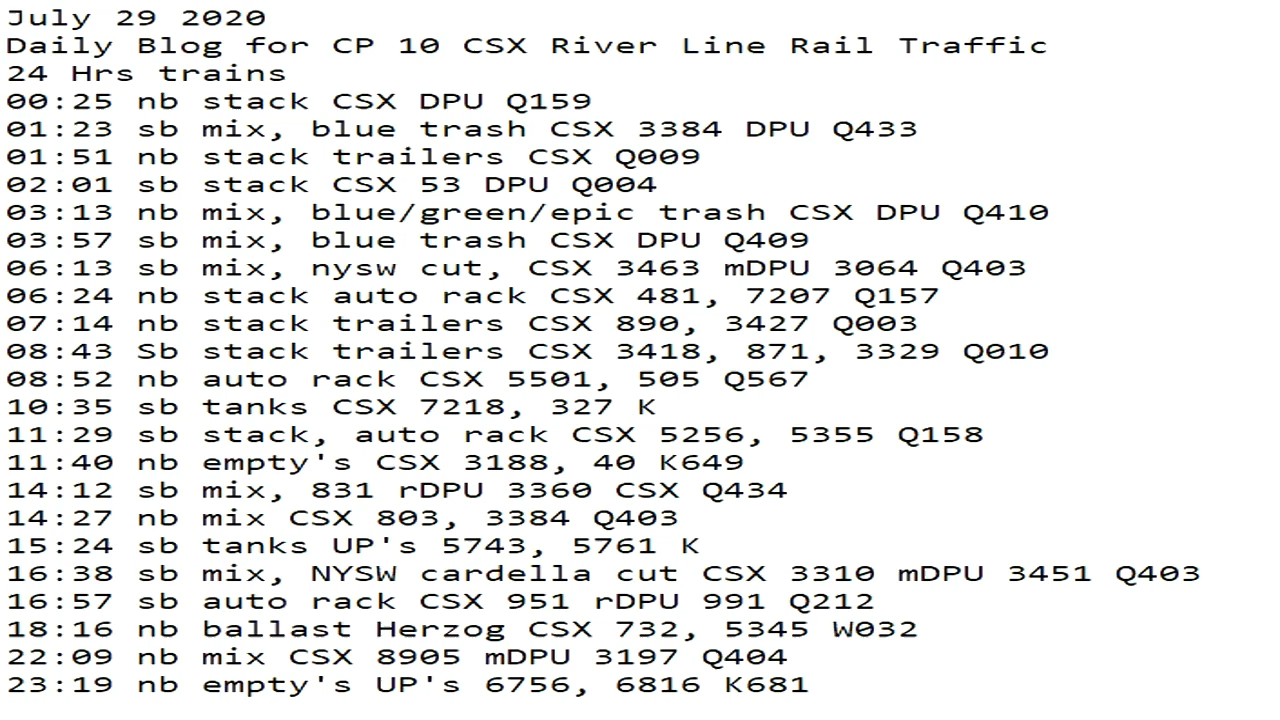 July 29 2020
Daily Blog for CP 10 CSX River Line Rail Traffic
24 Hrs trains
00:25 nb stack CSX DPU Q159
01:23 sb mix, blue trash CSX 3384 DPU Q433
01:51 nb stack trailers CSX Q009
02:01 sb stack CSX 53 DPU Q004
03:13 nb mix, blue/green/epic trash CSX DPU Q410
03:57 sb mix, blue trash CSX DPU Q409
06:13 sb mix, nysw cut, CSX 3463 mDPU 3064 Q403
06:24 nb stack auto rack CSX 481, 7207 Q157
07:14 nb stack trailers CSX 890, 3427 Q003
08:43 Sb stack trailers CSX 3418, 871, 3329 Q010
08:52 nb auto rack CSX 5501, 505 Q567
10:35 sb tanks CSX 7218, 327 K
11:29 sb stack, auto rack CSX 5256, 5355 Q158
11:40 nb empty's CSX 3188, 40 K649
14:12 sb mix, 831 rDPU 3360 CSX Q434
14:27 nb mix CSX 803, 3384 Q403
15:24 sb tanks UP's 5743, 5761 K
16:38 sb mix, NYSW cardella cut CSX 3310 mDPU 3451 Q403
16:57 sb auto rack CSX 951 rDPU 991 Q212
18:16 nb ballast Herzog CSX 732, 5345 W032
22:09 nb mix CSX 8905 mDPU 3197 Q404
23:19 nb empty's UP's 6756, 6816 K681